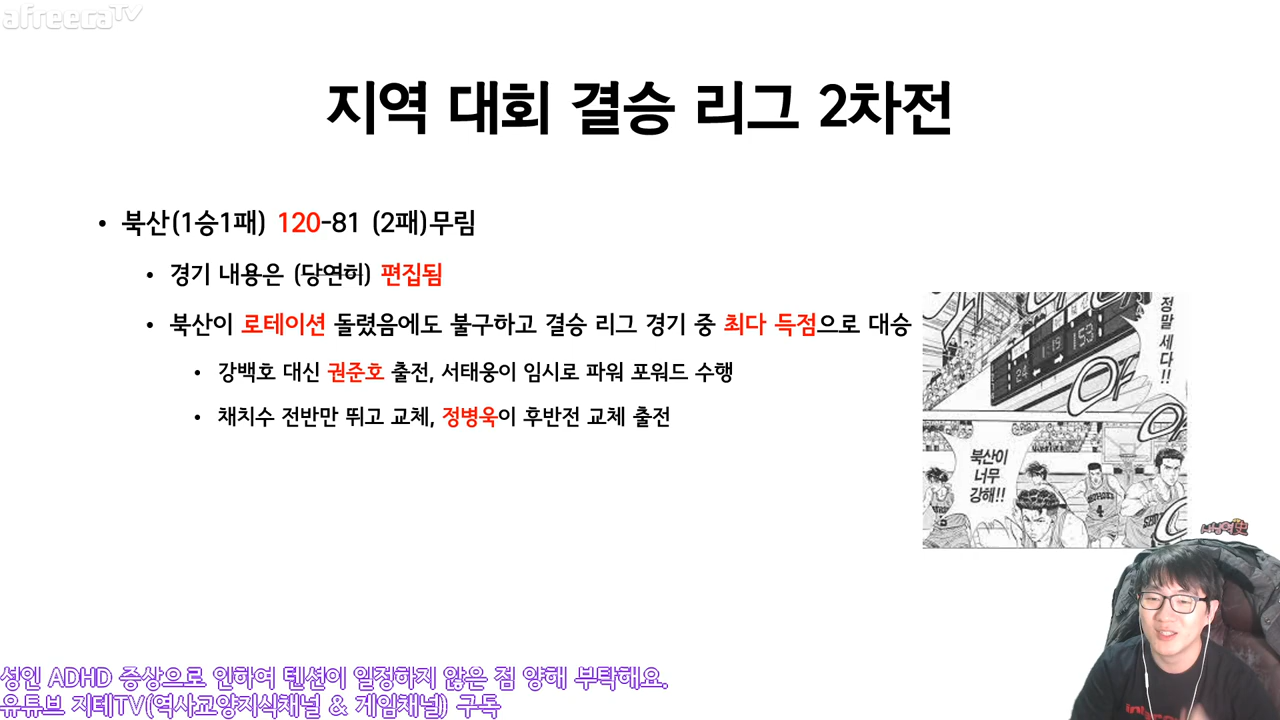 afreecaTV
지역 대회 결승 리그 2차전
• 북산(1승1패) 120-81 (2패)무림
• 경기 내용은 (당연히) 편집됨
• 북산이 로테이션 돌렸음에도 불구하고 결승 리그 경기 중 최다 득점으로 대승
• 강백호 대신 권준호 출전, 서태웅이 임시로 파워 포워드 수행
• 채치수 전반만 뛰고 교체, 정병욱이 후반전 교체 출전
정말 세다!!
1:19
24
153
북산이
너무
강해!!
4
성인 ADHD 증상으로 인하여 텐션이 일정하지 않은 점 양해 부탁해요.
유튜브 지테TV(역사교양지식채널 & 게임채널) 구독